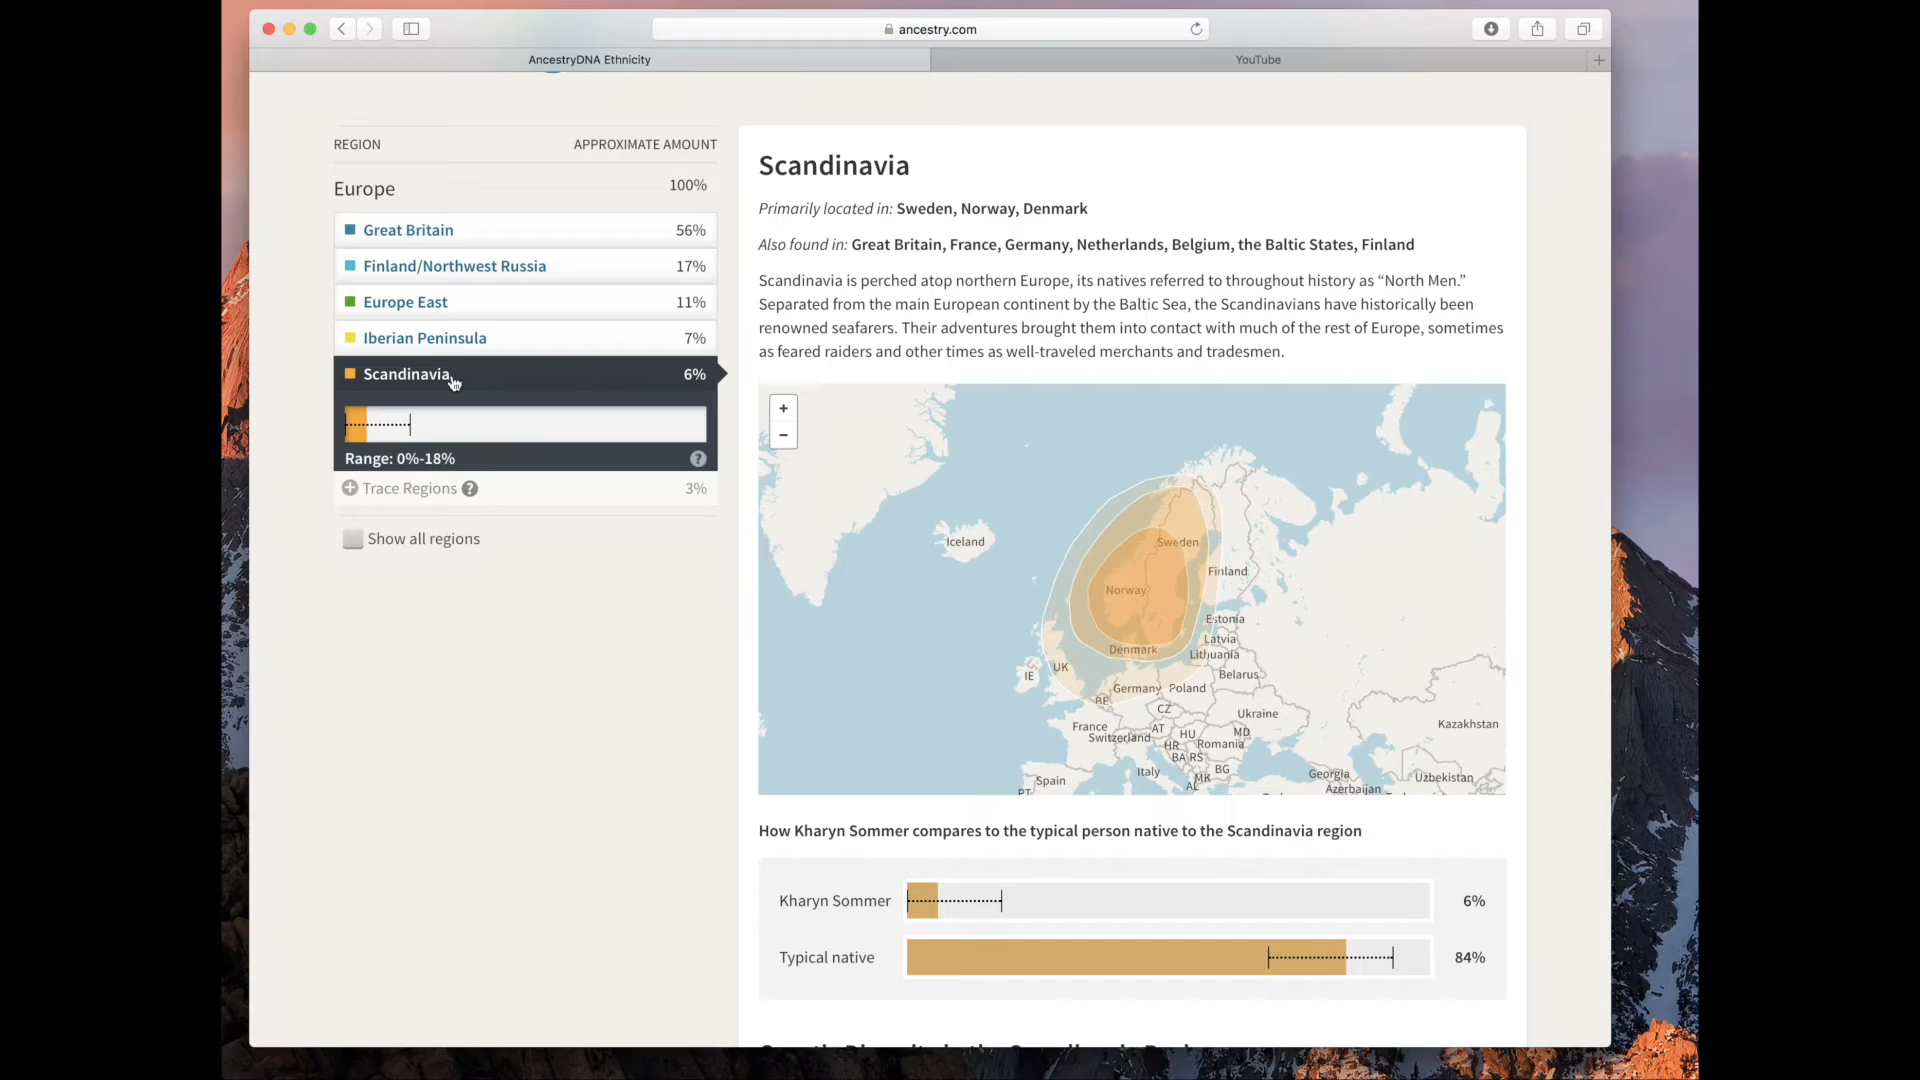 ancestry.com
AncestryDNA Ethnicity
YouTube
REGION APPROXIMATE AMOUNT
Europe 100%
Great Britain 56%
Finland/Northwest Russia 17%
Europe East 11%
Iberian Peninsula 7%
Scandinavia 6%
Range: 0%-18% ?
Trace Regions ? 3%
Show all regions
Scandinavia
Primarily located in: Sweden, Norway, Denmark
Also found in: Great Britain, France, Germany, Netherlands, Belgium, the Baltic States, Finland
Scandinavia is perched atop northern Europe, its natives referred to throughout history as “North Men.”
Separated from the main European continent by the Baltic Sea, the Scandinavians have historically been
renowned seafarers. Their adventures brought them into contact with much of the rest of Europe, sometimes
as feared raiders and other times as well-traveled merchants and tradesmen.
+
−
Iceland
Sweden
Finland
Norway
Estonia
Latvia
Denmark
Lithuania
UK
IE
Belarus
Germany
Poland
BE
CZ
Ukraine
France
AT
HU
MD
Kazakhstan
Switzerland
HR
Romania
BA RS
Italy
BG
MK
Georgia
Uzbekistan
Spain
AL
Azerbaijan
PT
How Kharyn Sommer compares to the typical person native to the Scandinavia region
Kharyn Sommer 6%
Typical native 84%